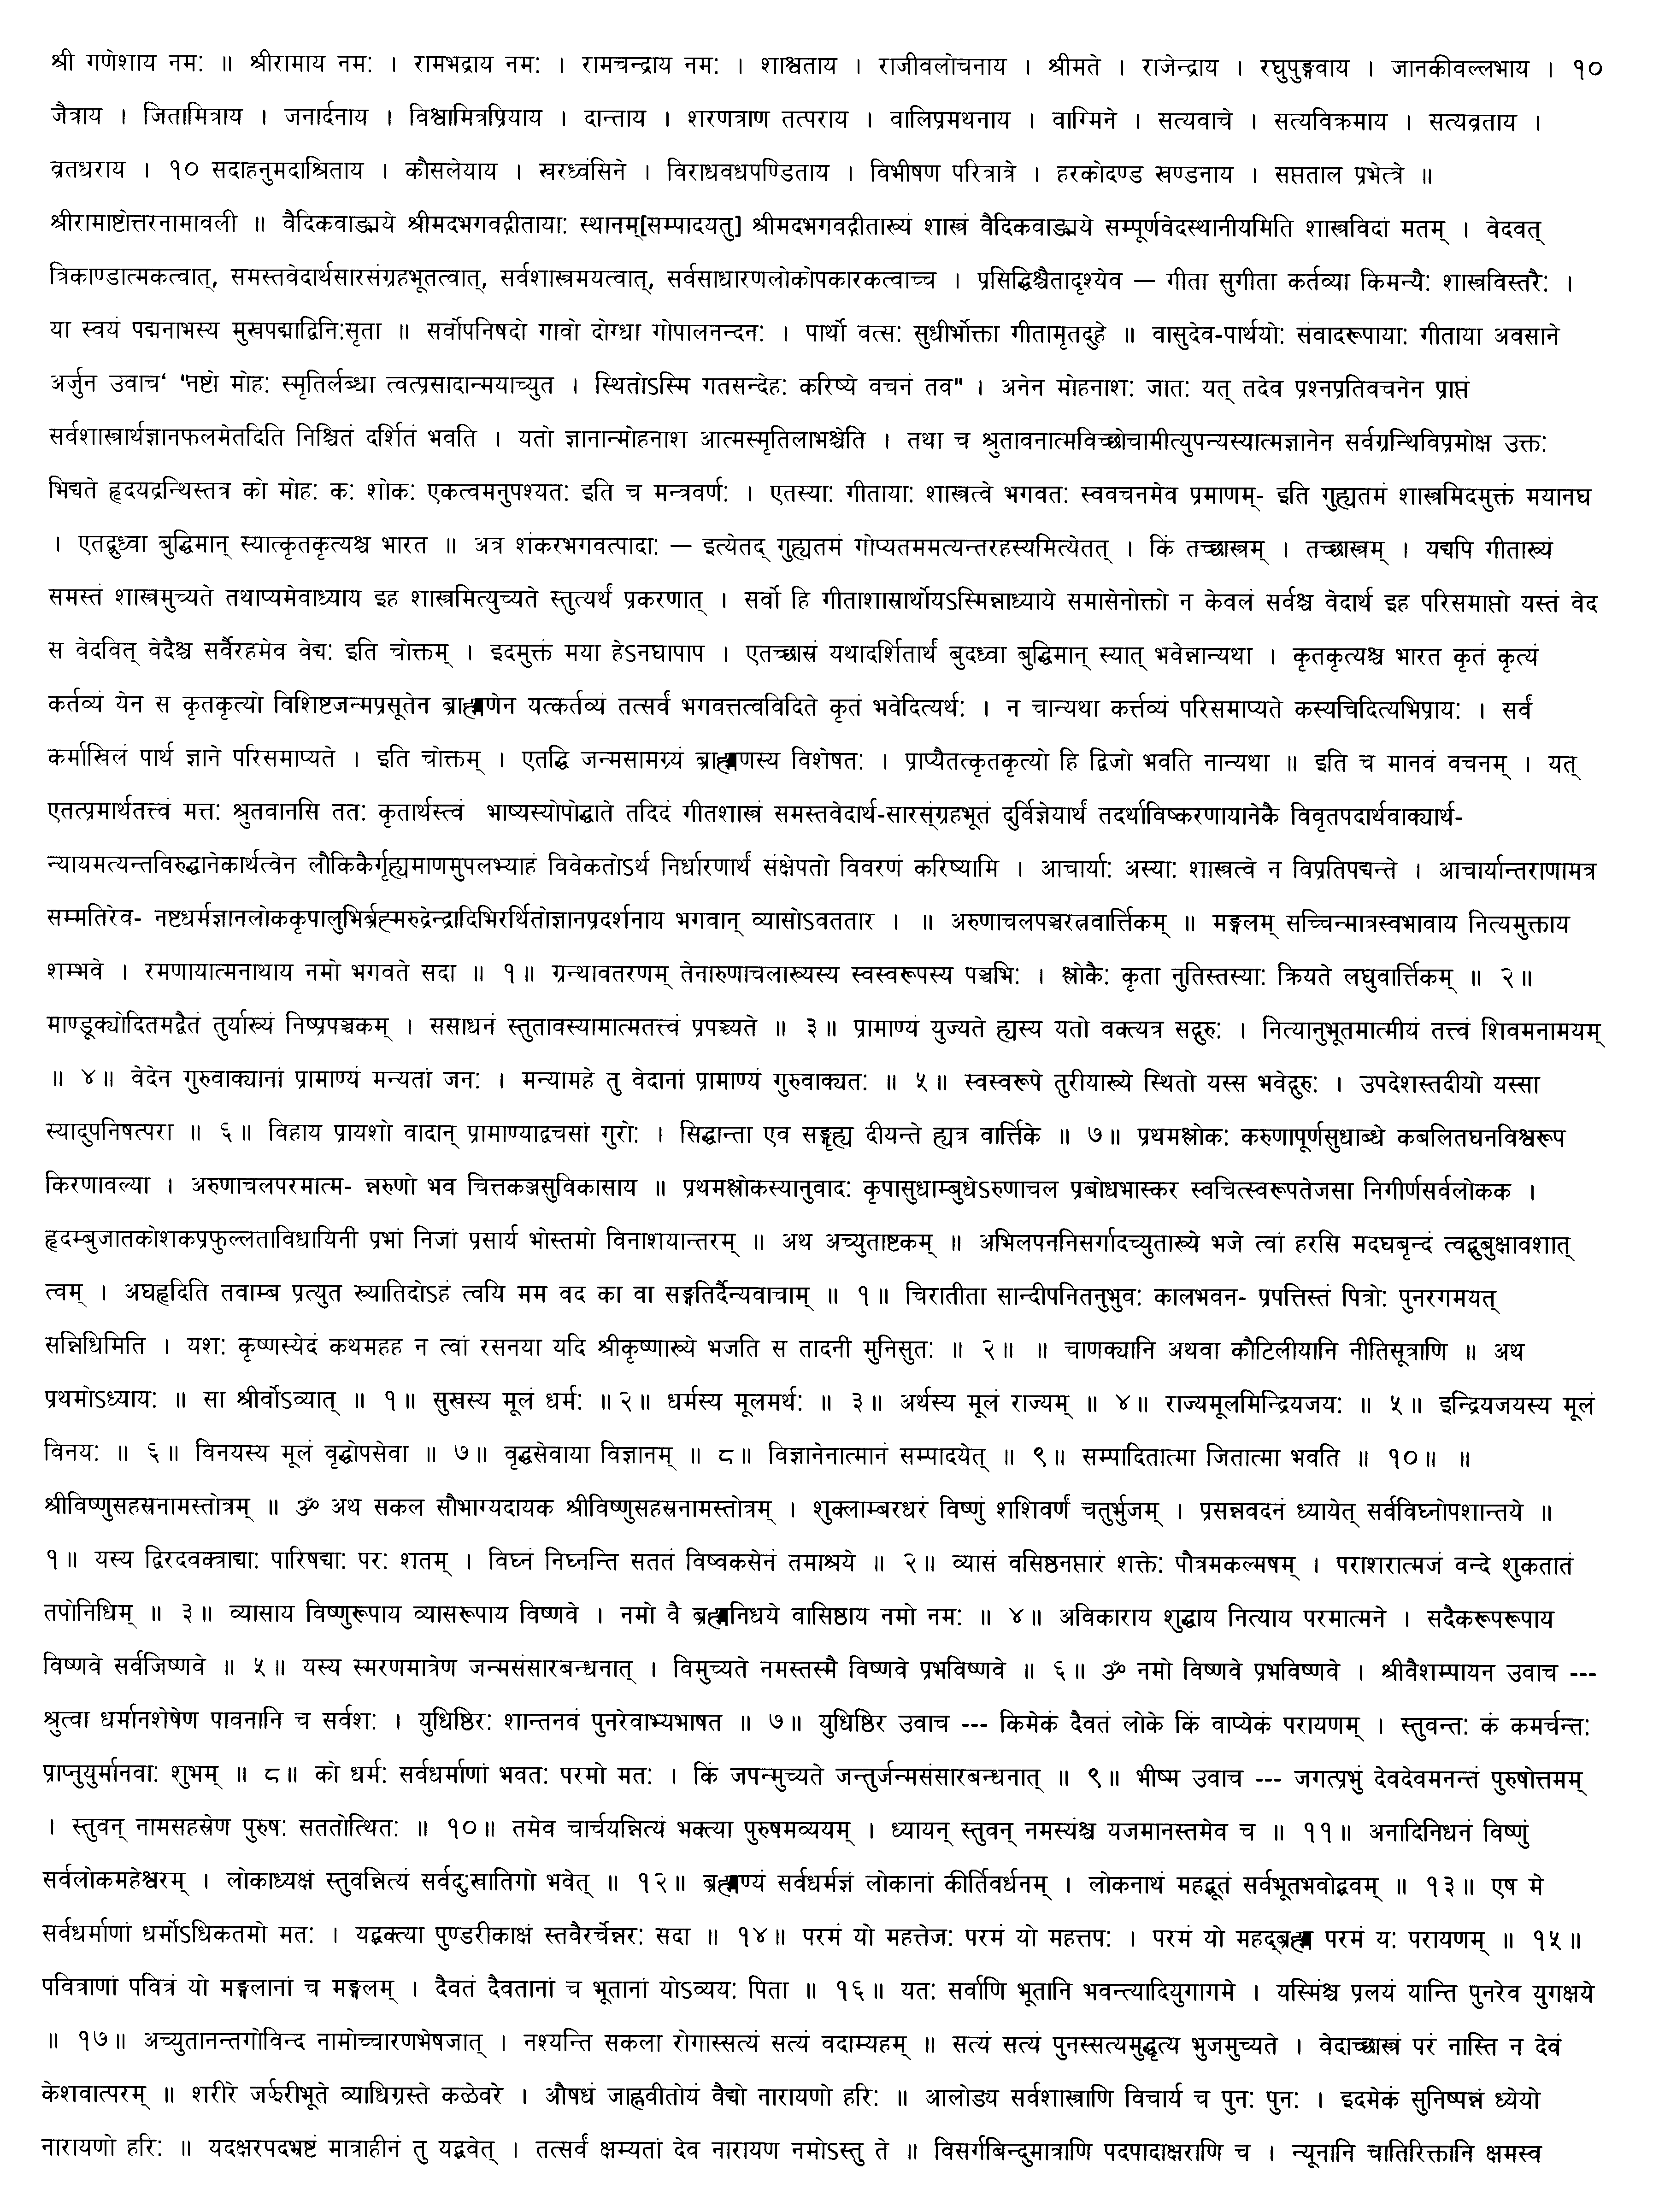 श्री गणेशाय नमः ॥ श्रीरामाय नमः । रामभद्राय नमः । रामचन्द्राय नमः । शाश्वताय । राजीवलोचनाय । श्रीमते । राजेन्द्राय । रघुपुङ्गवाय । जानकीवल्लभाय । १०
जैत्राय । जितामित्राय । जनार्दनाय । विश्वामित्रप्रियाय । दान्ताय । शरणत्राण तत्पराय । वालिप्रमथनाय । वाग्मिने । सत्यवाचे । सत्यविक्रमाय । सत्यव्रताय ।
व्रतधराय । १० सदाहनुमदाश्रिताय । कौसलेयाय । खरध्वंसिने । विराधवधपण्डिताय । विभीषण परित्रात्रे । हरकोदण्ड खण्डनाय । सप्तताल प्रभेत्त्रे ॥
श्रीरामाष्टोत्तरनामावली ॥ वैदिकवाङ्मये श्रीमदभगवद्गीतायाः स्थानम्[सम्पादयतु] श्रीमदभगवद्गीताख्यं शास्त्रं वैदिकवाङ्मये सम्पूर्णवेदस्थानीयमिति शास्त्रविदां मतम् । वेदवत्
त्रिकाण्डात्मकत्वात्, समस्तवेदार्थसारसंग्रहभूतत्वात्, सर्वशास्त्रमयत्वात्, सर्वसाधारणलोकोपकारकत्वाच्च । प्रसिद्धिश्चैतादृश्येव — गीता सुगीता कर्तव्या किमन्यैः शास्त्रविस्तरैः ।
या स्वयं पद्मनाभस्य मुखपद्माद्विनिःसृता ॥ सर्वोपनिषदो गावो दोग्धा गोपालनन्दनः । पार्थो वत्सः सुधीर्भोक्ता गीतामृतदुहे ॥ वासुदेव-पार्थयोः संवादरूपायाः गीताया अवसाने
अर्जुन उवाच‘ "नष्टो मोहः स्मृतिर्लब्धा त्वत्प्रसादान्मयाच्युत । स्थितोऽस्मि गतसन्देहः करिष्ये वचनं तव" । अनेन मोहनाशः जातः यत् तदेव प्रश्नप्रतिवचनेन प्राप्तं
सर्वशास्त्रार्थज्ञानफलमेतदिति निश्चितं दर्शितं भवति । यतो ज्ञानान्मोहनाश आत्मस्मृतिलाभश्चेति । तथा च श्रुतावनात्मविच्छोचामीत्युपन्यस्यात्मज्ञानेन सर्वग्रन्थिविप्रमोक्ष उक्तः
भिद्यते हृदयद्रन्थिस्तत्र को मोहः कः शोकः एकत्वमनुपश्यतः इति च मन्त्रवर्णः । एतस्याः गीतायाः शास्त्रत्वे भगवतः स्ववचनमेव प्रमाणम्- इति गुह्यतमं शास्त्रमिदमुक्तं मयानघ
। एतद्बुध्वा बुद्धिमान् स्यात्कृतकृत्यश्च भारत ॥ अत्र शंकरभगवत्पादाः — इत्येतद् गुह्यतमं गोप्यतममत्यन्तरहस्यमित्येतत् । किं तच्छास्त्रम् । तच्छास्त्रम् । यद्यपि गीताख्यं
समस्तं शास्त्रमुच्यते तथाप्यमेवाध्याय इह शास्त्रमित्युच्यते स्तुत्यर्थं प्रकरणात् । सर्वो हि गीताशास्रार्थोयऽस्मिन्नाध्याये समासेनोक्तो न केवलं सर्वश्च वेदार्थ इह परिसमाप्तो यस्तं वेद
स वेदवित् वेदैश्च सर्वैरहमेव वेद्यः इति चोक्तम् । इदमुक्तं मया हेऽनघापाप । एतच्छास्रं यथादर्शितार्थं बुदध्वा बुद्धिमान् स्यात् भवेन्नान्यथा । कृतकृत्यश्च भारत कृतं कृत्यं
कर्तव्यं येन स कृतकृत्यो विशिष्टजन्मप्रसूतेन ब्राह्मणेन यत्कर्तव्यं तत्सर्वं भगवत्तत्वविदिते कृतं भवेदित्यर्थः । न चान्यथा कर्त्तव्यं परिसमाप्यते कस्यचिदित्यभिप्रायः । सर्वं
कर्माखिलं पार्थ ज्ञाने परिसमाप्यते । इति चोक्तम् । एतद्धि जन्मसामग्र्यं ब्राह्मणस्य विशेषतः । प्राप्यैतत्कृतकृत्यो हि द्विजो भवति नान्यथा ॥ इति च मानवं वचनम् । यत्
एतत्प्रमार्थतत्त्वं मत्तः श्रुतवानसि ततः कृतार्थस्त्वं भाष्यस्योपोद्घाते तदिदं गीतशास्त्रं समस्तवेदार्थ-सारस्ंग्रहभूतं दुर्विज्ञेयार्थं तदर्थाविष्करणायानेकै विवृतपदार्थवाक्यार्थ-
न्यायमत्यन्तविरुद्धानेकार्थत्वेन लौकिकैर्गृह्यमाणमुपलभ्याहं विवेकतोऽर्थ निर्धारणार्थं संक्षेपतो विवरणं करिष्यामि । आचार्याः अस्याः शास्त्रत्वे न विप्रतिपद्यन्ते । आचार्यान्तराणामत्र
सम्मतिरेव- नष्टधर्मज्ञानलोककृपालुभिर्ब्रह्मरुद्रेन्द्रादिभिरर्थितोज्ञानप्रदर्शनाय भगवान् व्यासोऽवततार । ॥ अरुणाचलपञ्चरत्नवार्त्तिकम् ॥ मङ्गलम् सच्चिन्मात्रस्वभावाय नित्यमुक्ताय
शम्भवे । रमणायात्मनाथाय नमो भगवते सदा ॥ १॥ ग्रन्थावतरणम् तेनारुणाचलाख्यस्य स्वस्वरूपस्य पञ्चभिः । श्लोकैः कृता नुतिस्तस्याः क्रियते लघुवार्त्तिकम् ॥ २॥
माण्डूक्योदितमद्वैतं तुर्याख्यं निष्प्रपञ्चकम् । ससाधनं स्तुतावस्यामात्मतत्त्वं प्रपञ्च्यते ॥ ३॥ प्रामाण्यं युज्यते ह्यस्य यतो वक्त्यत्र सद्गुरुः । नित्यानुभूतमात्मीयं तत्त्वं शिवमनामयम्
॥ ४॥ वेदेन गुरुवाक्यानां प्रामाण्यं मन्यतां जनः । मन्यामहे तु वेदानां प्रामाण्यं गुरुवाक्यतः ॥ ५॥ स्वस्वरूपे तुरीयाख्ये स्थितो यस्स भवेद्गुरुः । उपदेशस्तदीयो यस्सा
स्यादुपनिषत्परा ॥ ६॥ विहाय प्रायशो वादान् प्रामाण्याद्वचसां गुरोः । सिद्धान्ता एव सङ्गृह्य दीयन्ते ह्यत्र वार्त्तिके ॥ ७॥ प्रथमश्लोकः करुणापूर्णसुधाब्धे कबलितघनविश्वरूप
किरणावल्या । अरुणाचलपरमात्म- न्नरुणो भव चित्तकञ्जसुविकासाय ॥ प्रथमश्लोकस्यानुवादः कृपासुधाम्बुधेऽरुणाचल प्रबोधभास्कर स्वचित्स्वरूपतेजसा निगीर्णसर्वलोकक ।
हृदम्बुजातकोशकप्रफुल्लताविधायिनीं प्रभां निजां प्रसार्य भोस्तमो विनाशयान्तरम् ॥ अथ अच्युताष्टकम् ॥ अभिलपननिसर्गादच्युताख्ये भजे त्वां हरसि मदघबृन्दं त्वद्भुबुक्षावशात्
त्वम् । अघहृदिति तवाम्ब प्रत्युत ख्यातिदोऽहं त्वयि मम वद का वा सङ्गतिर्दैन्यवाचाम् ॥ १॥ चिरातीता सान्दीपनितनुभुवः कालभवन- प्रपत्तिस्तं पित्रोः पुनरगमयत्
सन्निधिमिति । यशः कृष्णस्येदं कथमहह न त्वां रसनया यदि श्रीकृष्णाख्ये भजति स तादनी मुनिसुतः ॥ २॥ ॥ चाणक्यानि अथवा कौटिलीयानि नीतिसूत्राणि ॥ अथ
प्रथमोऽध्यायः ॥ सा श्रीर्वोऽव्यात् ॥ १॥ सुखस्य मूलं धर्मः ॥२॥ धर्मस्य मूलमर्थः ॥ ३॥ अर्थस्य मूलं राज्यम् ॥ ४॥ राज्यमूलमिन्द्रियजयः ॥ ५॥ इन्द्रियजयस्य मूलं
विनयः ॥ ६॥ विनयस्य मूलं वृद्धोपसेवा ॥ ७॥ वृद्धसेवाया विज्ञानम् ॥ ८॥ विज्ञानेनात्मानं सम्पादयेत् ॥ ९॥ सम्पादितात्मा जितात्मा भवति ॥ १०॥ ॥
श्रीविष्णुसहस्रनामस्तोत्रम् ॥ ॐ अथ सकल सौभाग्यदायक श्रीविष्णुसहस्रनामस्तोत्रम् । शुक्लाम्बरधरं विष्णुं शशिवर्णं चतुर्भुजम् । प्रसन्नवदनं ध्यायेत् सर्वविघ्नोपशान्तये ॥
१॥ यस्य द्विरदवक्त्राद्याः पारिषद्याः परः शतम् । विघ्नं निघ्नन्ति सततं विष्वकसेनं तमाश्रये ॥ २॥ व्यासं वसिष्ठनप्तारं शक्तेः पौत्रमकल्मषम् । पराशरात्मजं वन्दे शुकतातं
तपोनिधिम् ॥ ३॥ व्यासाय विष्णुरूपाय व्यासरूपाय विष्णवे । नमो वै ब्रह्मनिधये वासिष्ठाय नमो नमः ॥ ४॥ अविकाराय शुद्धाय नित्याय परमात्मने । सदैकरूपरूपाय
विष्णवे सर्वजिष्णवे ॥ ५॥ यस्य स्मरणमात्रेण जन्मसंसारबन्धनात् । विमुच्यते नमस्तस्मै विष्णवे प्रभविष्णवे ॥ ६॥ ॐ नमो विष्णवे प्रभविष्णवे । श्रीवैशम्पायन उवाच ---
श्रुत्वा धर्मानशेषेण पावनानि च सर्वशः । युधिष्ठिरः शान्तनवं पुनरेवाभ्यभाषत ॥ ७॥ युधिष्ठिर उवाच --- किमेकं दैवतं लोके किं वाप्येकं परायणम् । स्तुवन्तः कं कमर्चन्तः
प्राप्नुयुर्मानवाः शुभम् ॥ ८॥ को धर्मः सर्वधर्माणां भवतः परमो मतः । किं जपन्मुच्यते जन्तुर्जन्मसंसारबन्धनात् ॥ ९॥ भीष्म उवाच --- जगत्प्रभुं देवदेवमनन्तं पुरुषोत्तमम्
। स्तुवन् नामसहस्रेण पुरुषः सततोत्थितः ॥ १०॥ तमेव चार्चयन्नित्यं भक्त्या पुरुषमव्ययम् । ध्यायन् स्तुवन् नमस्यंश्च यजमानस्तमेव च ॥ ११॥ अनादिनिधनं विष्णुं
सर्वलोकमहेश्वरम् । लोकाध्यक्षं स्तुवन्नित्यं सर्वदुःखातिगो भवेत् ॥ १२॥ ब्रह्मण्यं सर्वधर्मज्ञं लोकानां कीर्तिवर्धनम् । लोकनाथं महद्भूतं सर्वभूतभवोद्भवम् ॥ १३॥ एष मे
सर्वधर्माणां धर्मोऽधिकतमो मतः । यद्भक्त्या पुण्डरीकाक्षं स्तवैरर्चेन्नरः सदा ॥ १४॥ परमं यो महत्तेजः परमं यो महत्तपः । परमं यो महद्ब्रह्म परमं यः परायणम् ॥ १५॥
पवित्राणां पवित्रं यो मङ्गलानां च मङ्गलम् । दैवतं दैवतानां च भूतानां योऽव्ययः पिता ॥ १६॥ यतः सर्वाणि भूतानि भवन्त्यादियुगागमे । यस्मिंश्च प्रलयं यान्ति पुनरेव युगक्षये
॥ १७॥ अच्युतानन्तगोविन्द नामोच्चारणभेषजात् । नश्यन्ति सकला रोगास्सत्यं सत्यं वदाम्यहम् ॥ सत्यं सत्यं पुनस्सत्यमुद्धृत्य भुजमुच्यते । वेदाच्छास्त्रं परं नास्ति न देवं
केशवात्परम् ॥ शरीरे जर्झरीभूते व्याधिग्रस्ते कळेवरे । औषधं जाह्नवीतोयं वैद्यो नारायणो हरिः ॥ आलोड्य सर्वशास्त्राणि विचार्य च पुनः पुनः । इदमेकं सुनिष्पन्नं ध्येयो
नारायणो हरिः ॥ यदक्षरपदभ्रष्टं मात्राहीनं तु यद्भवेत् । तत्सर्वं क्षम्यतां देव नारायण नमोऽस्तु ते ॥ विसर्गबिन्दुमात्राणि पदपादाक्षराणि च । न्यूनानि चातिरिक्तानि क्षमस्व